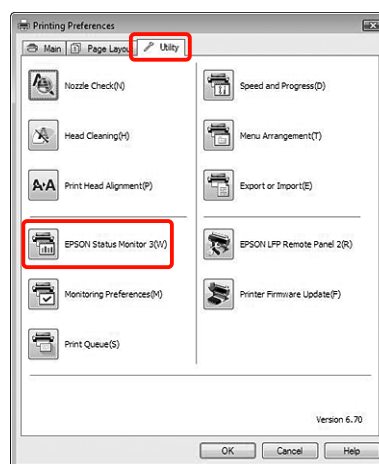 Printing Preferences
Main
Page Layou
Utility
Nozzle Check(N)
Speed and Progress(D)
Head Cleaning(H)
Menu Arrangement(T)
A·A
Print Head Alignment(P)
Export or Import(E)
EPSON Status Monitor 3(W)
EPSON LFP Remote Panel 2(R)
Monitoring Preferences(M)
Printer Firmware Update(F)
Print Queue(S)
Version 6.70
OK
Cancel
Help